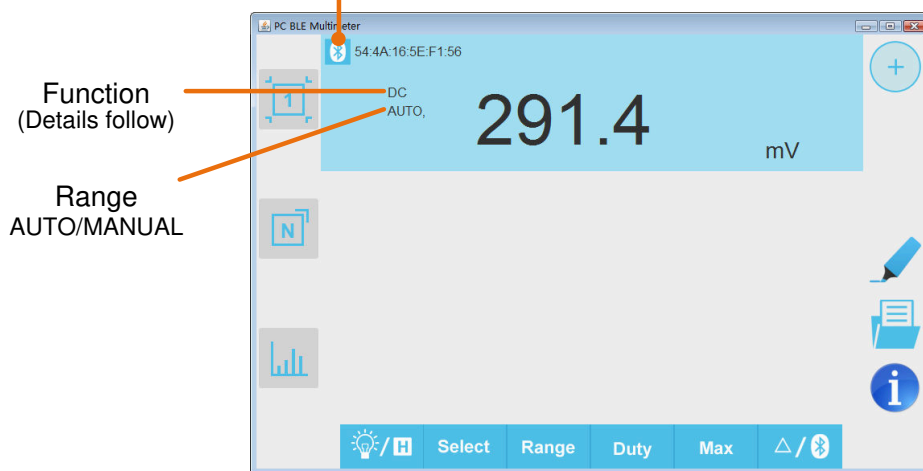 PC BLE Multimeter
54:4A:16:5E:F1:56
Function
(Details follow)
DC
AUTO,
291.4
mV
1
Range
AUTO/MANUAL
N
/H Select Range Duty Max △/
i